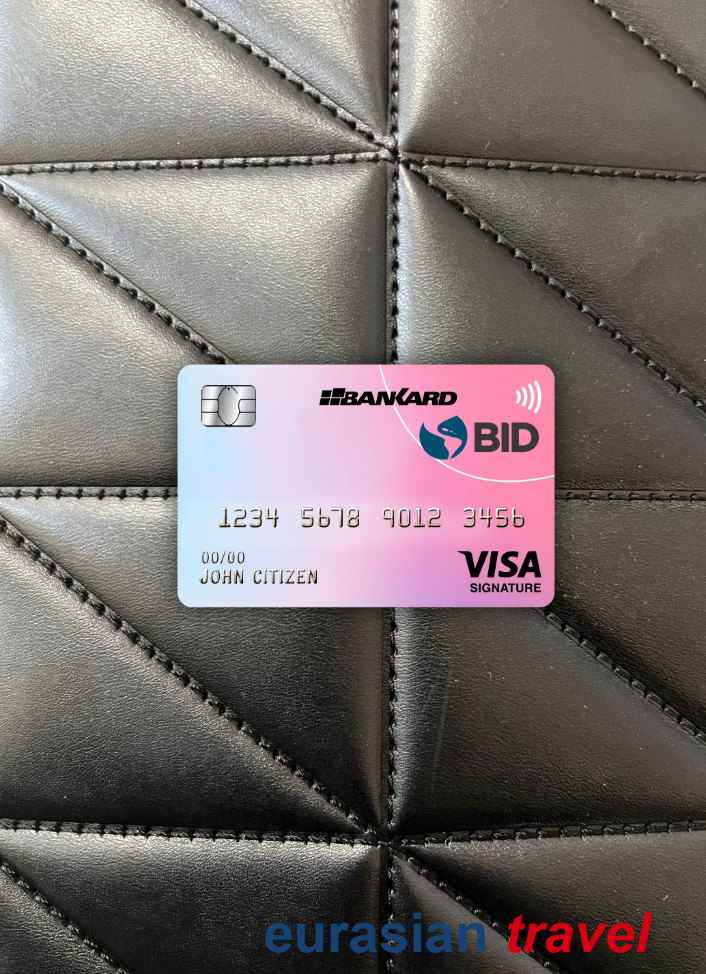 BANKARD
BID
1234 5678 9012 3456
00/00
JOHN CITIZEN
VISA
SIGNATURE
eurasian travel